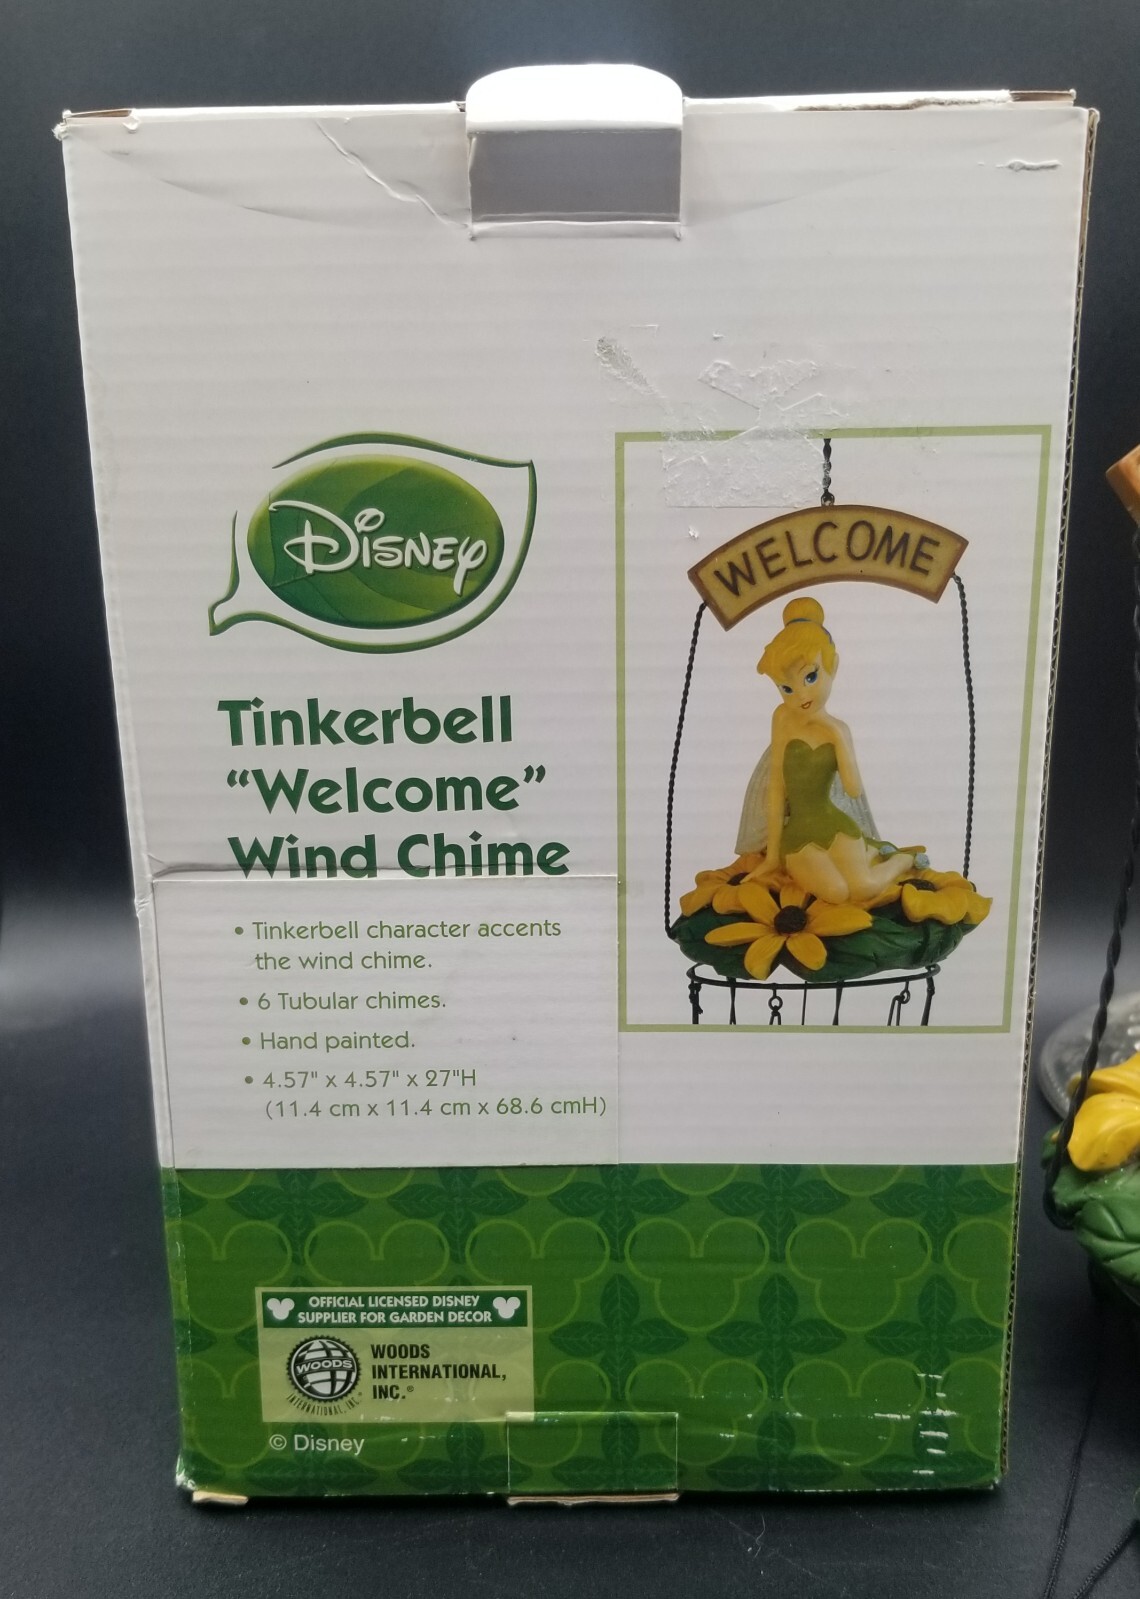 Disney
Tinkerbell
“Welcome”
Wind Chime
• Tinkerbell character accents
the wind chime.
• 6 Tubular chimes.
• Hand painted.
• 4.57" x 4.57" x 27"H
(11.4 cm x 11.4 cm x 68.6 cmH)
WELCOME
OFFICIAL LICENSED DISNEY
SUPPLIER FOR GARDEN DECOR
WOODS
INTERNATIONAL, INC.
WOODS
INTERNATIONAL,
INC.®
© Disney